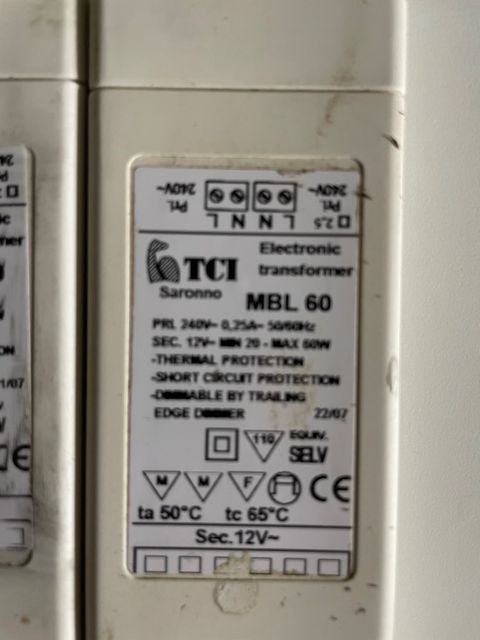 240V~
Pri.
L N N L
Pri.
240V~
2,5
TCI
Saronno
Electronic
transformer
MBL 60
PRI. 240V~ 0,25A~ 50/60Hz
SEC. 12V~ MIN 20 - MAX 60W
-THERMAL PROTECTION
-SHORT CIRCUIT PROTECTION
-DIMMABLE BY TRAILING
EDGE DIMMER 22/07
110
EQUIV.
SELV
M M F CE
ta 50°C tc 65°C
Sec.12V~
1/07